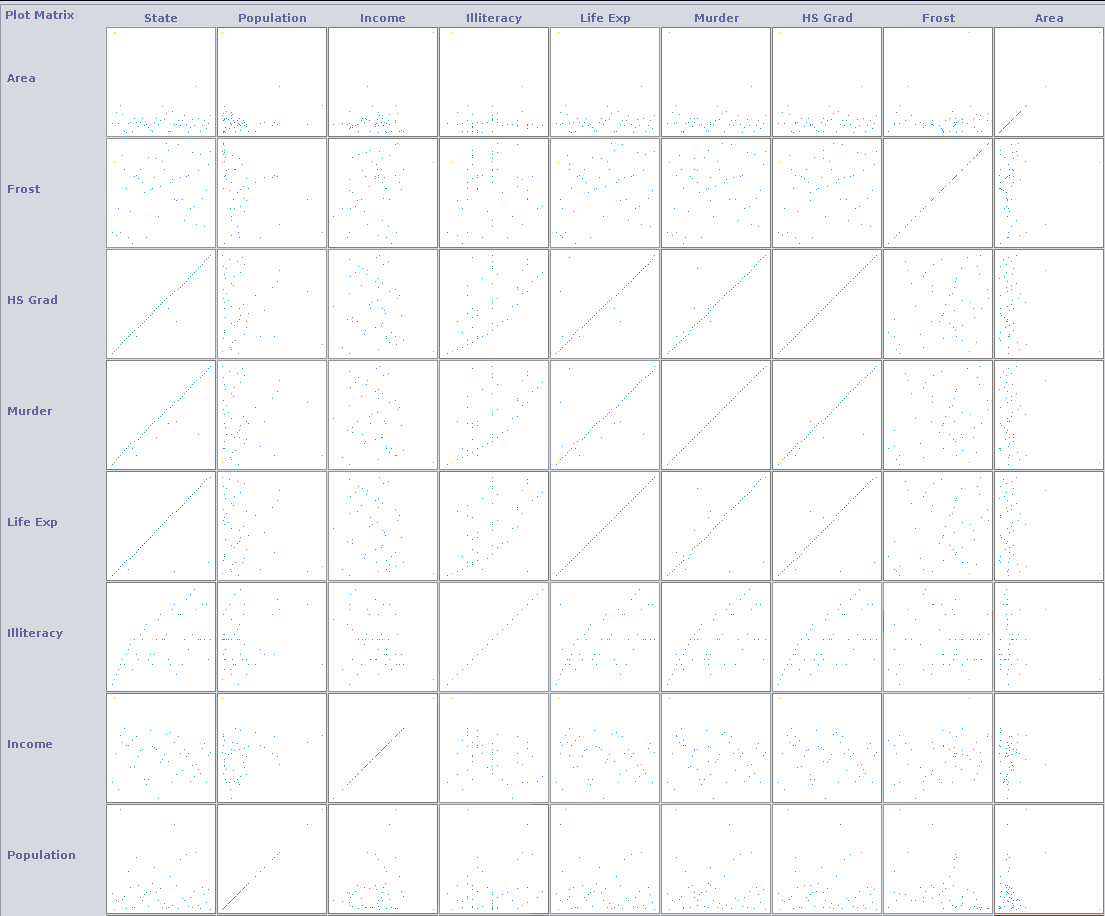 Plot Matrix
State Population Income Illiteracy Life Exp Murder HS Grad Frost Area
Area
Frost
HS Grad
Murder
Life Exp
Illiteracy
Income
Population